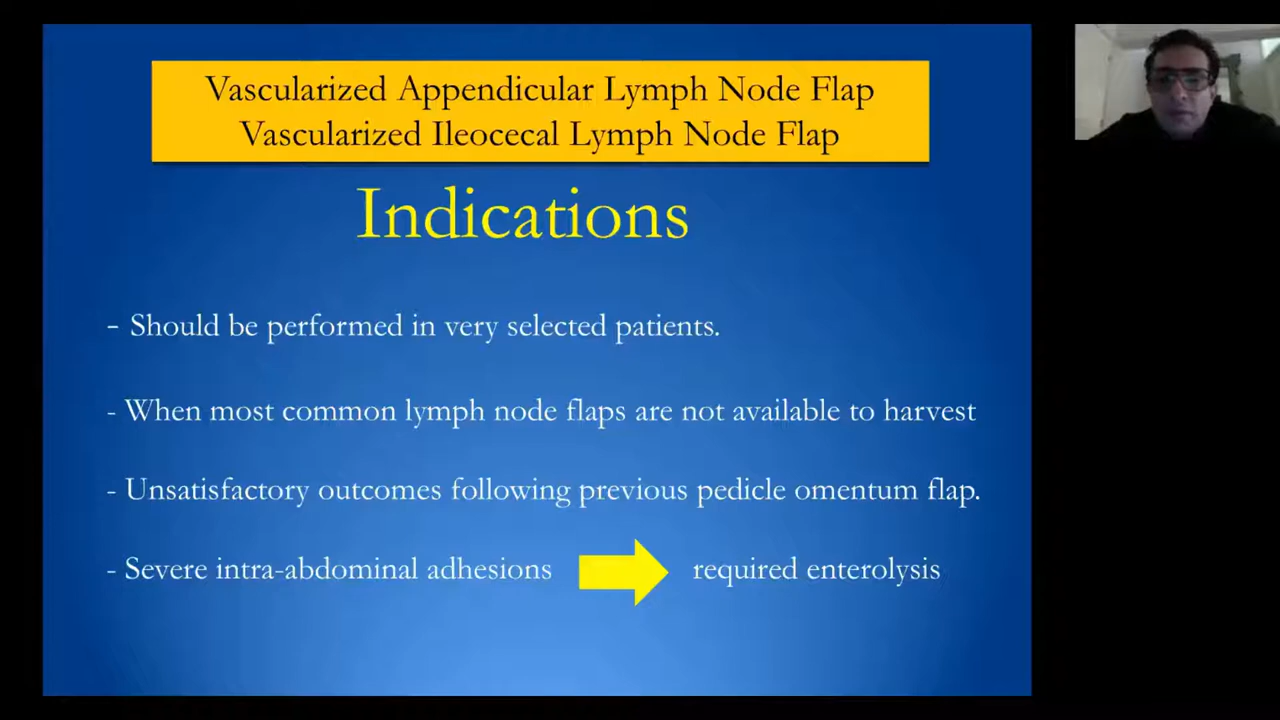 Vascularized Appendicular Lymph Node Flap
Vascularized Ileocecal Lymph Node Flap
Indications
- Should be performed in very selected patients.
- When most common lymph node flaps are not available to harvest
- Unsatisfactory outcomes following previous pedicle omentum flap.
- Severe intra-abdominal adhesions required enterolysis